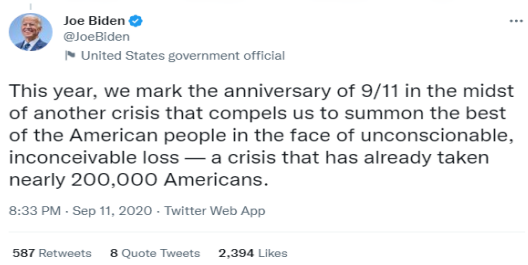 Joe Biden
@JoeBiden
United States government official
This year, we mark the anniversary of 9/11 in the midst
of another crisis that compels us to summon the best
of the American people in the face of unconscionable,
inconceivable loss — a crisis that has already taken
nearly 200,000 Americans.
8:33 PM · Sep 11, 2020 · Twitter Web App
587 Retweets 8 Quote Tweets 2,394 Likes